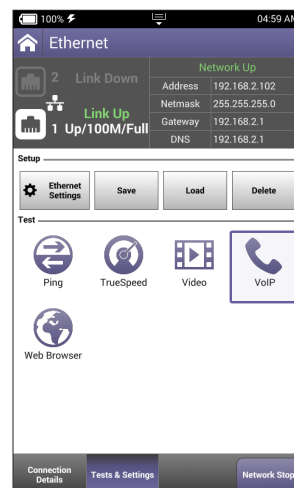 100% 04:59 AM
Ethernet
2 Link Down
Link Up
1 Up/100M/Full
Network Up
Address 192.168.2.102
Netmask 255.255.255.0
Gateway 192.168.2.1
DNS 192.168.2.1
Setup
Ethernet
Settings
Save
Load
Delete
Test
Ping
TrueSpeed
Video
VoIP
Web Browser
Connection
Details
Tests & Settings
Network Stop